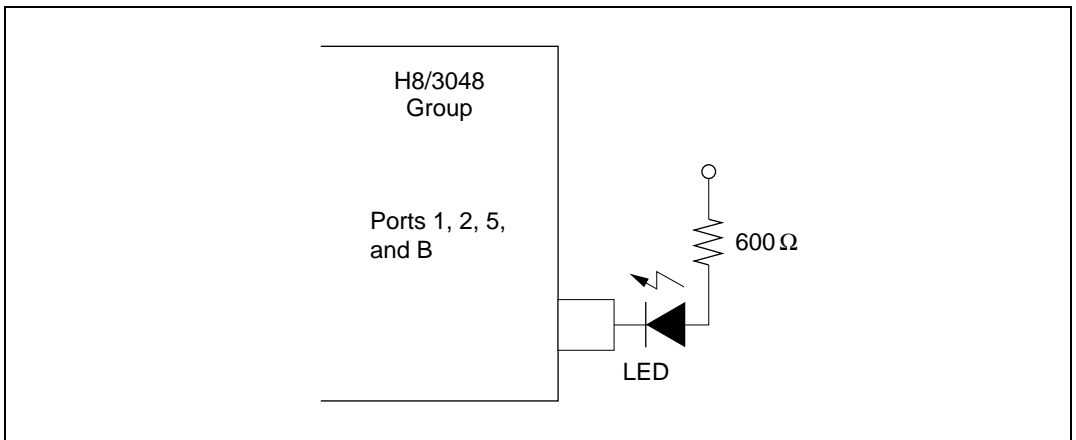 H8/3048
Group
Ports 1, 2, 5,
and B
600 Ω
LED